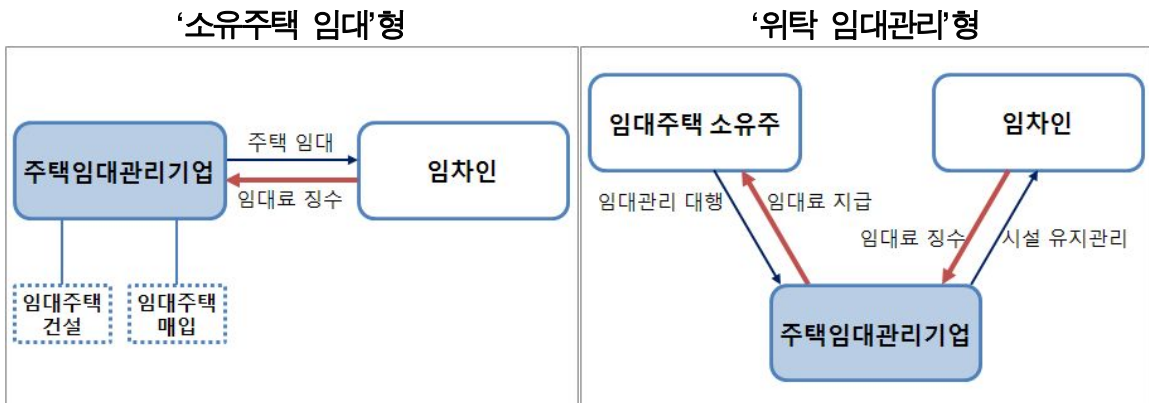 ‘소유주택 임대’형
주택임대관리기업
주택 임대
임대료 징수
임차인
임대주택
건설
임대주택
매입
‘위탁 임대관리’형
임대주택 소유주
임차인
임대관리 대행
임대료 지급
임대료 징수
시설 유지관리
주택임대관리기업